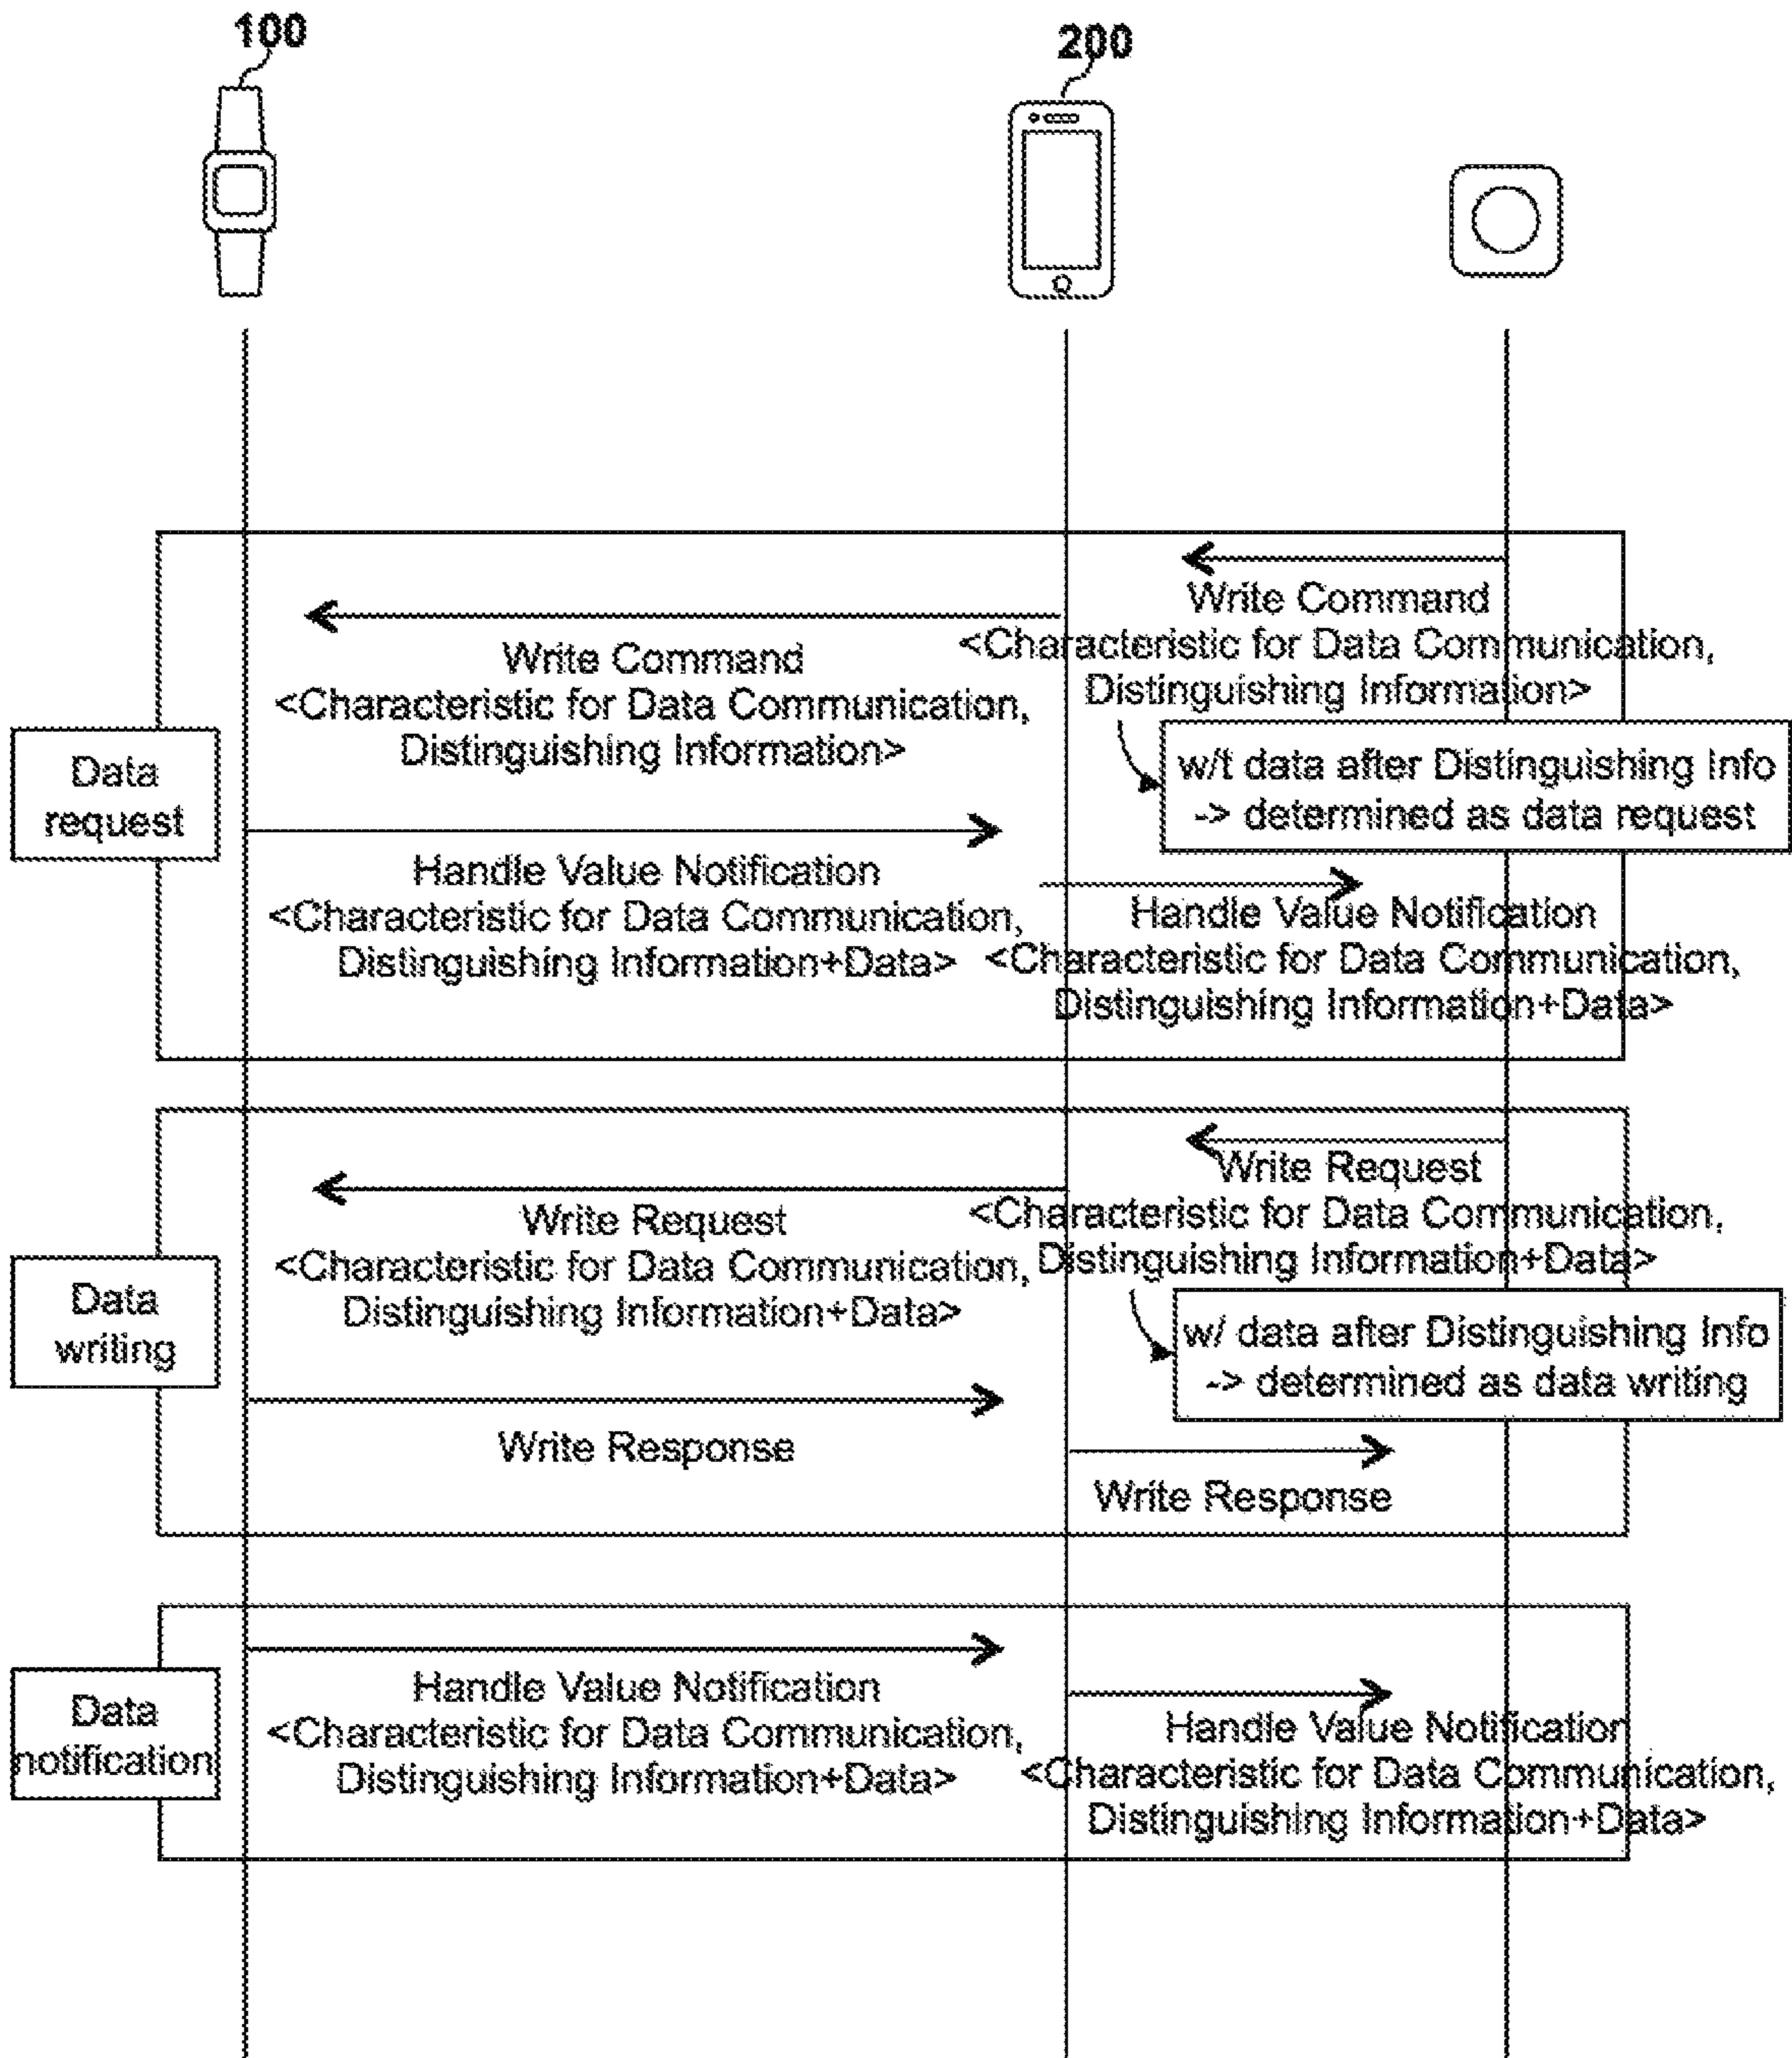 100
200
Write Command
<Characteristic for Data Communication,
Distinguishing Information>
Write Command
<Characteristic for Data Communication,
Distinguishing Information>
Data
request
w/t data after Distinguishing Info
-> determined as data request
Handle Value Notification
<Characteristic for Data Communication,
Distinguishing Information+Data>
Handle Value Notification
<Characteristic for Data Communication,
Distinguishing Information+Data>
Write Request
<Characteristic for Data Communication,
Distinguishing Information+Data>
Write Request
<Characteristic for Data Communication,
Distinguishing Information+Data>
Data
writing
w/ data after Distinguishing Info
-> determined as data writing
Write Response
Write Response
Data
notification
Handle Value Notification
<Characteristic for Data Communication,
Distinguishing Information+Data>
Handle Value Notification
<Characteristic for Data Communication,
Distinguishing Information+Data>